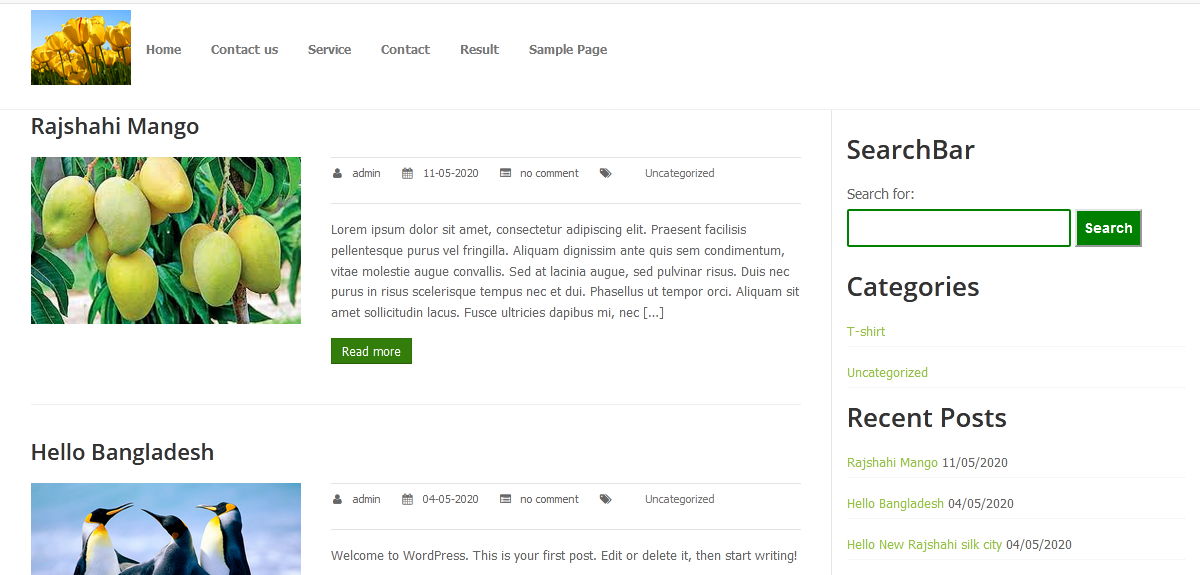 Home Contact us Service Contact Result Sample Page
Rajshahi Mango
admin 11-05-2020 no comment Uncategorized
Lorem ipsum dolor sit amet, consectetur adipiscing elit. Praesent facilisis
pellentesque purus vel fringilla. Aliquam dignissim ante quis sem condimentum,
vitae molestie augue convallis. Sed at lacinia augue, sed pulvinar risus. Duis nec
purus in risus scelerisque tempus nec et dui. Phasellus ut tempor orci. Aliquam sit
amet sollicitudin lacus. Fusce ultricies dapibus mi, nec [...]
Read more
Hello Bangladesh
admin 04-05-2020 no comment Uncategorized
Welcome to WordPress. This is your first post. Edit or delete it, then start writing!
SearchBar
Search for:
Search
Categories
T-shirt
Uncategorized
Recent Posts
Rajshahi Mango 11/05/2020
Hello Bangladesh 04/05/2020
Hello New Rajshahi silk city 04/05/2020